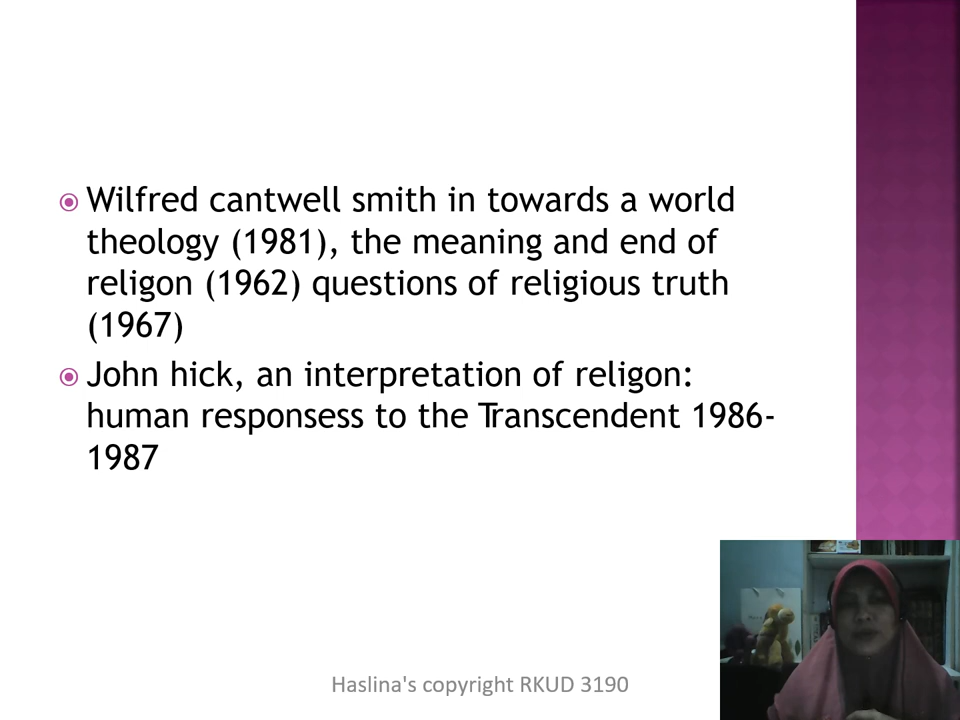 Wilfred cantwell smith in towards a world
theology (1981), the meaning and end of
religon (1962) questions of religious truth
(1967)
John hick, an interpretation of religon:
human responsess to the Transcendent 1986-
1987
Haslina's copyright RKUD 3190